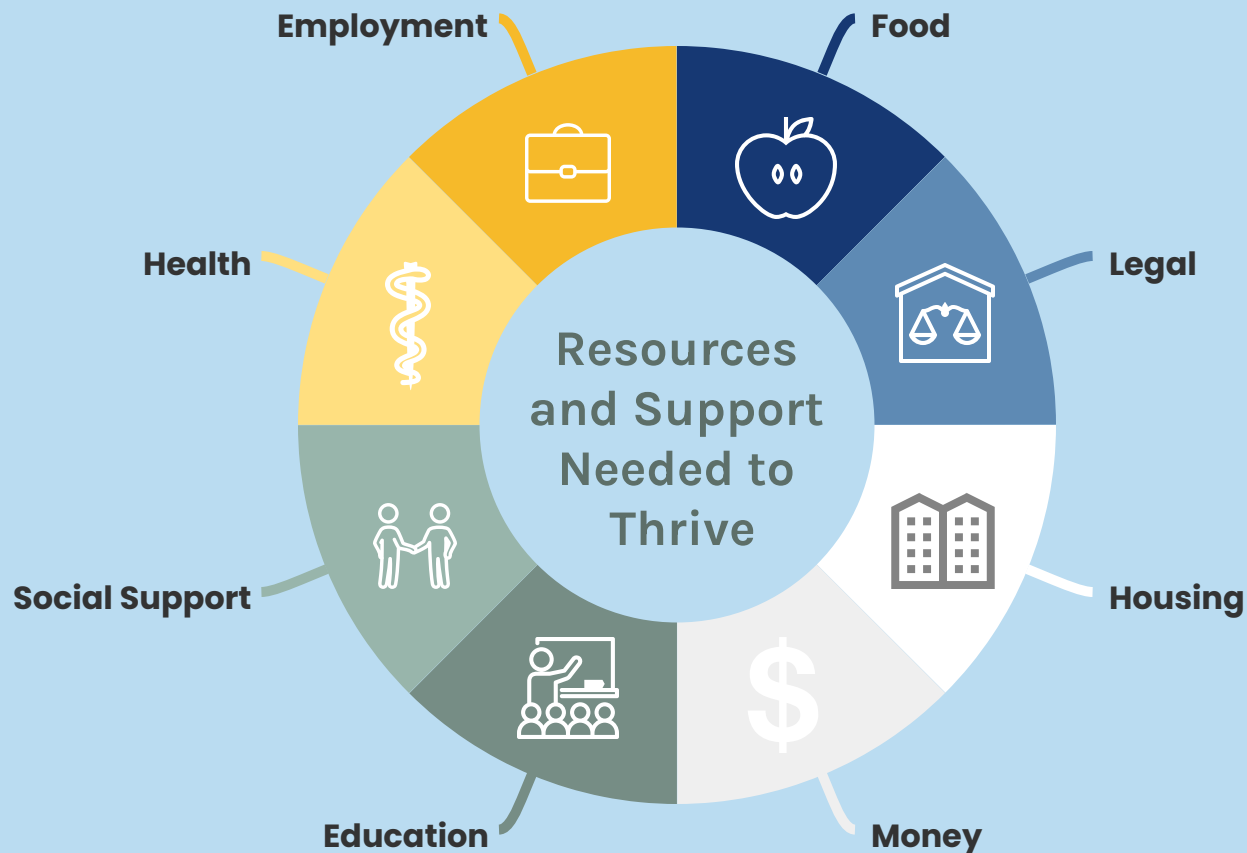 Employment
Food
Health
Legal
Resources
and Support
Needed to
Thrive
Social Support
Housing
$
Education
Money